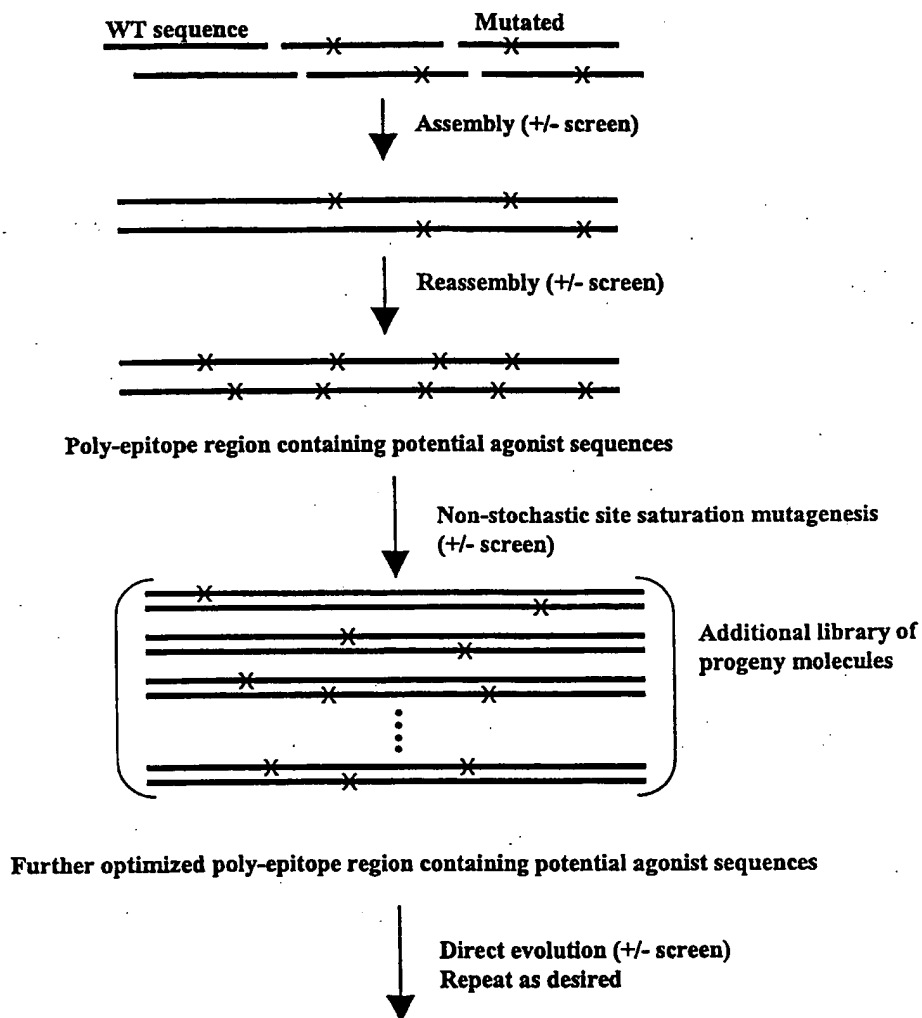 WT sequence
Mutated
Assembly (+/- screen)
Reassembly (+/- screen)
Poly-epitope region containing potential agonist sequences
Non-stochastic site saturation mutagenesis
(+/- screen)
Additional library of
progeny molecules
Further optimized poly-epitope region containing potential agonist sequences
Direct evolution (+/- screen)
Repeat as desired